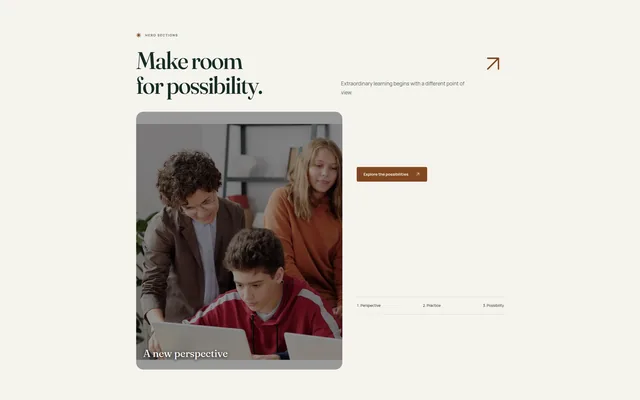 HERO SECTIONS
Make room
for possibility.
Extraordinary learning begins with a different point of
view.
Explore the possibilities
A new perspective
1. Perspective
2. Practice
3. Possibility